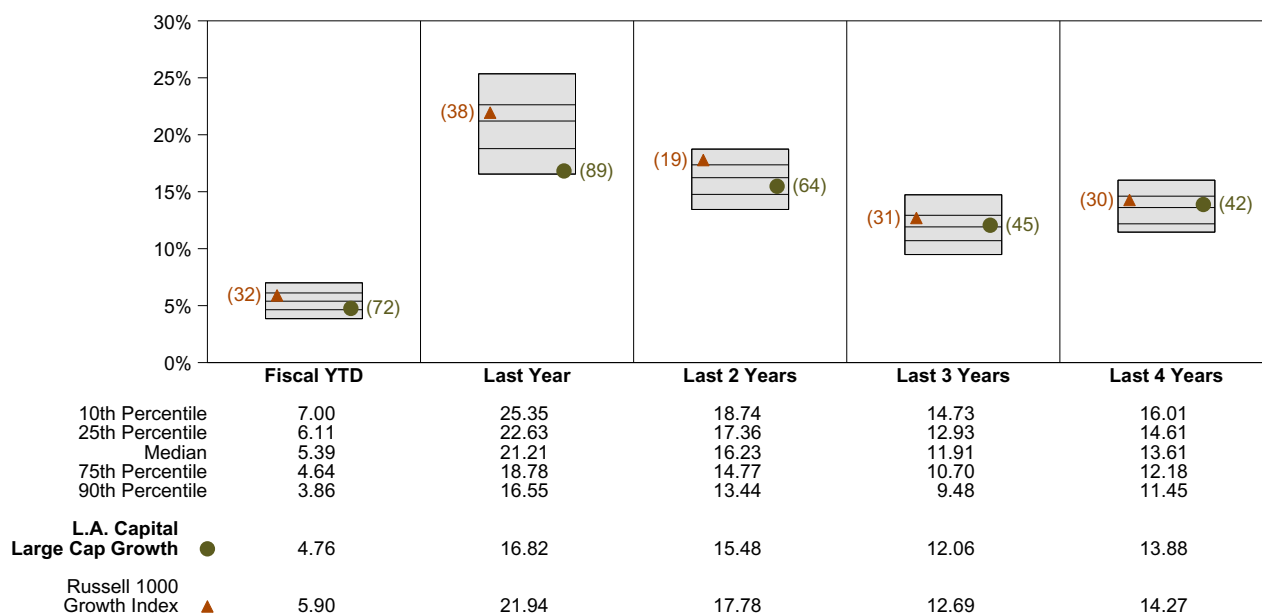 30%
25%
20%
15%
10%
5%
0%
(32)
(72)
(38)
(89)
(19)
(64)
(31)
(45)
(30)
(42)
Fiscal YTD Last Year Last 2 Years Last 3 Years Last 4 Years
10th Percentile 7.00 25.35 18.74 14.73 16.01
25th Percentile 6.11 22.63 17.36 12.93 14.61
Median 5.39 21.21 16.23 11.91 13.61
75th Percentile 4.64 18.78 14.77 10.70 12.18
90th Percentile 3.86 16.55 13.44 9.48 11.45
L.A. Capital
Large Cap Growth 4.76 16.82 15.48 12.06 13.88
Russell 1000
Growth Index 5.90 21.94 17.78 12.69 14.27